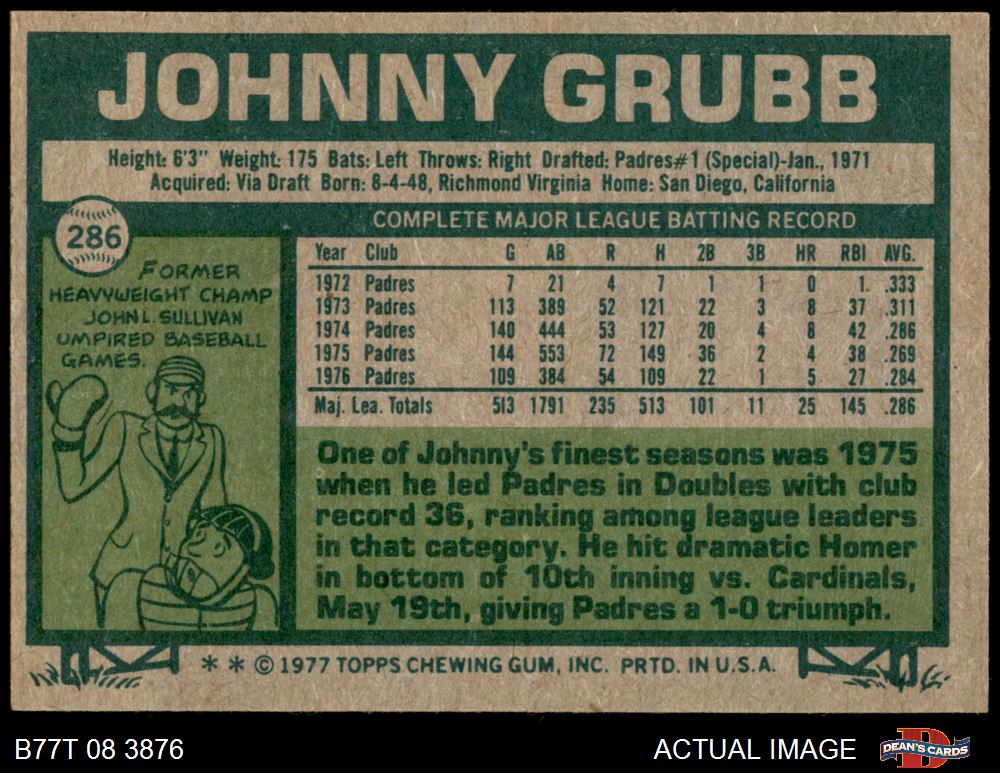 JOHNNY GRUBB
Height: 6'3" Weight: 175 Bats: Left Throws: Right Drafted: Padres#1 (Special)-Jan., 1971
Acquired: Via Draft Born: 8-4-48, Richmond Virginia Home: San Diego, California
286
FORMER
HEAVYWEIGHT CHAMP
JOHN L. SULLIVAN
UMPIRED BASEBALL
GAMES.
COMPLETE MAJOR LEAGUE BATTING RECORD
Year Club G AB R H 2B 3B HR RBI AVG.
1972 Padres 7 21 4 7 1 1 0 1. .333
1973 Padres 113 389 52 121 22 3 8 37 .311
1974 Padres 140 444 53 127 20 4 8 42 .286
1975 Padres 144 553 72 149 36 2 4 38 .269
1976 Padres 109 384 54 109 22 1 5 27 .284
Maj. Lea. Totals 513 1791 235 513 101 11 25 145 .286
One of Johnny's finest seasons was 1975
when he led Padres in Doubles with club
record 36, ranking among league leaders
in that category. He hit dramatic Homer
in bottom of 10th inning vs. Cardinals,
May 19th, giving Padres a 1-0 triumph.
* * © 1977 TOPPS CHEWING GUM, INC. PRTD. IN U.S.A.
B77T 08 3876
ACTUAL IMAGE
DEAN'S CARDS